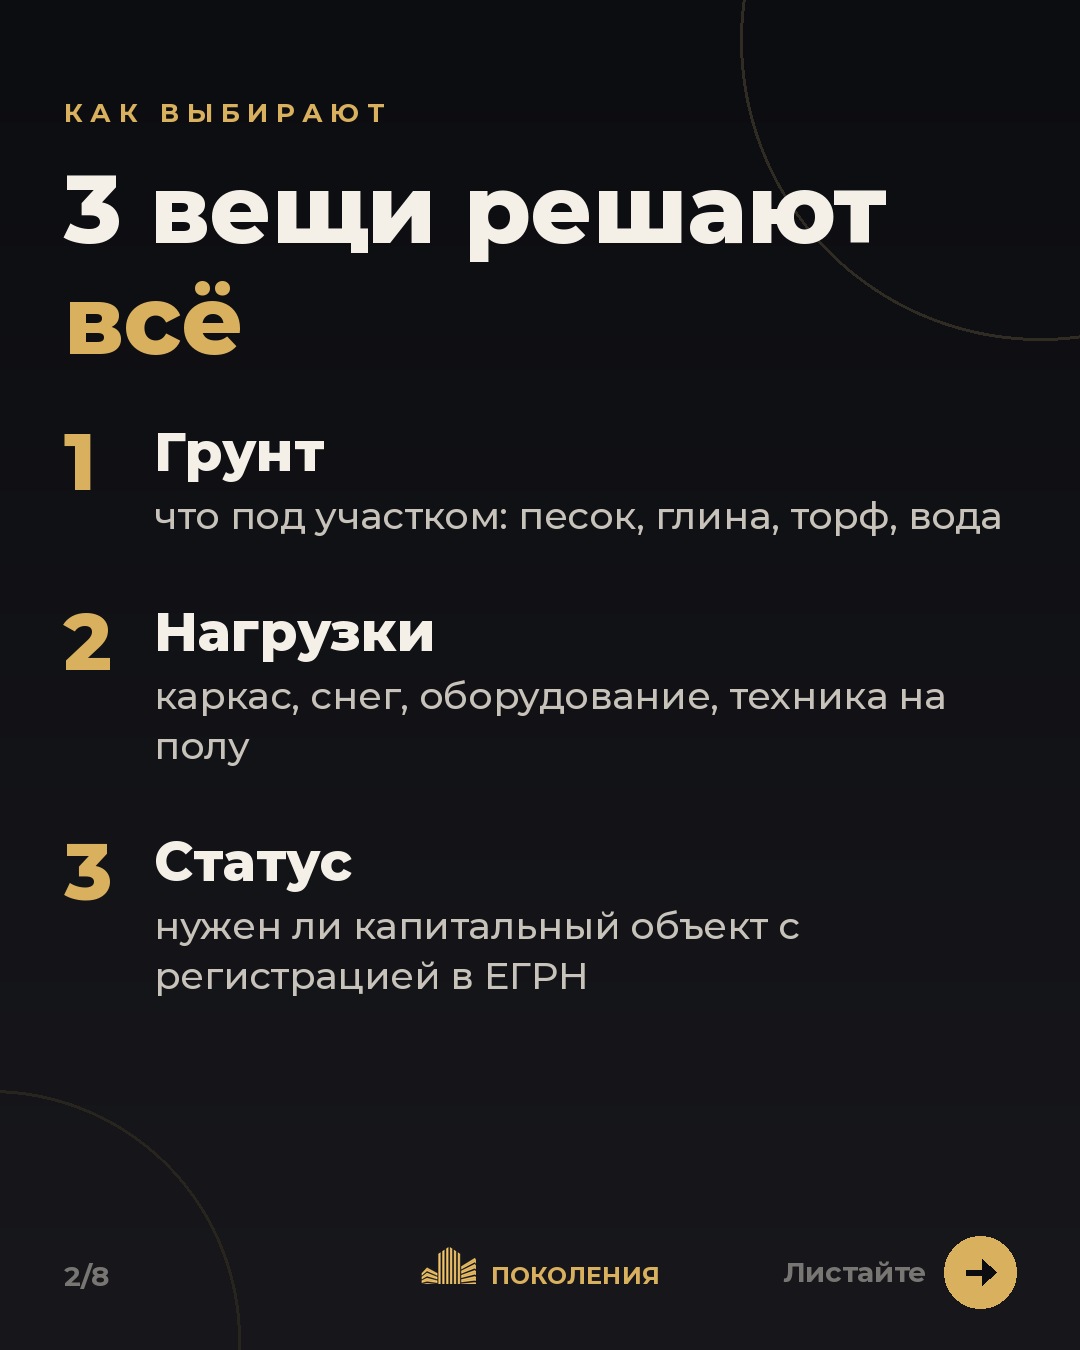 КАК ВЫБИРАЮТ
3 вещи решают
всё
1 Грунт
что под участком: песок, глина, торф, вода
2 Нагрузки
каркас, снег, оборудование, техника на
полу
3 Статус
нужен ли капитальный объект с
регистрацией в ЕГРН
2/8 ПОКОЛЕНИЯ Листайте